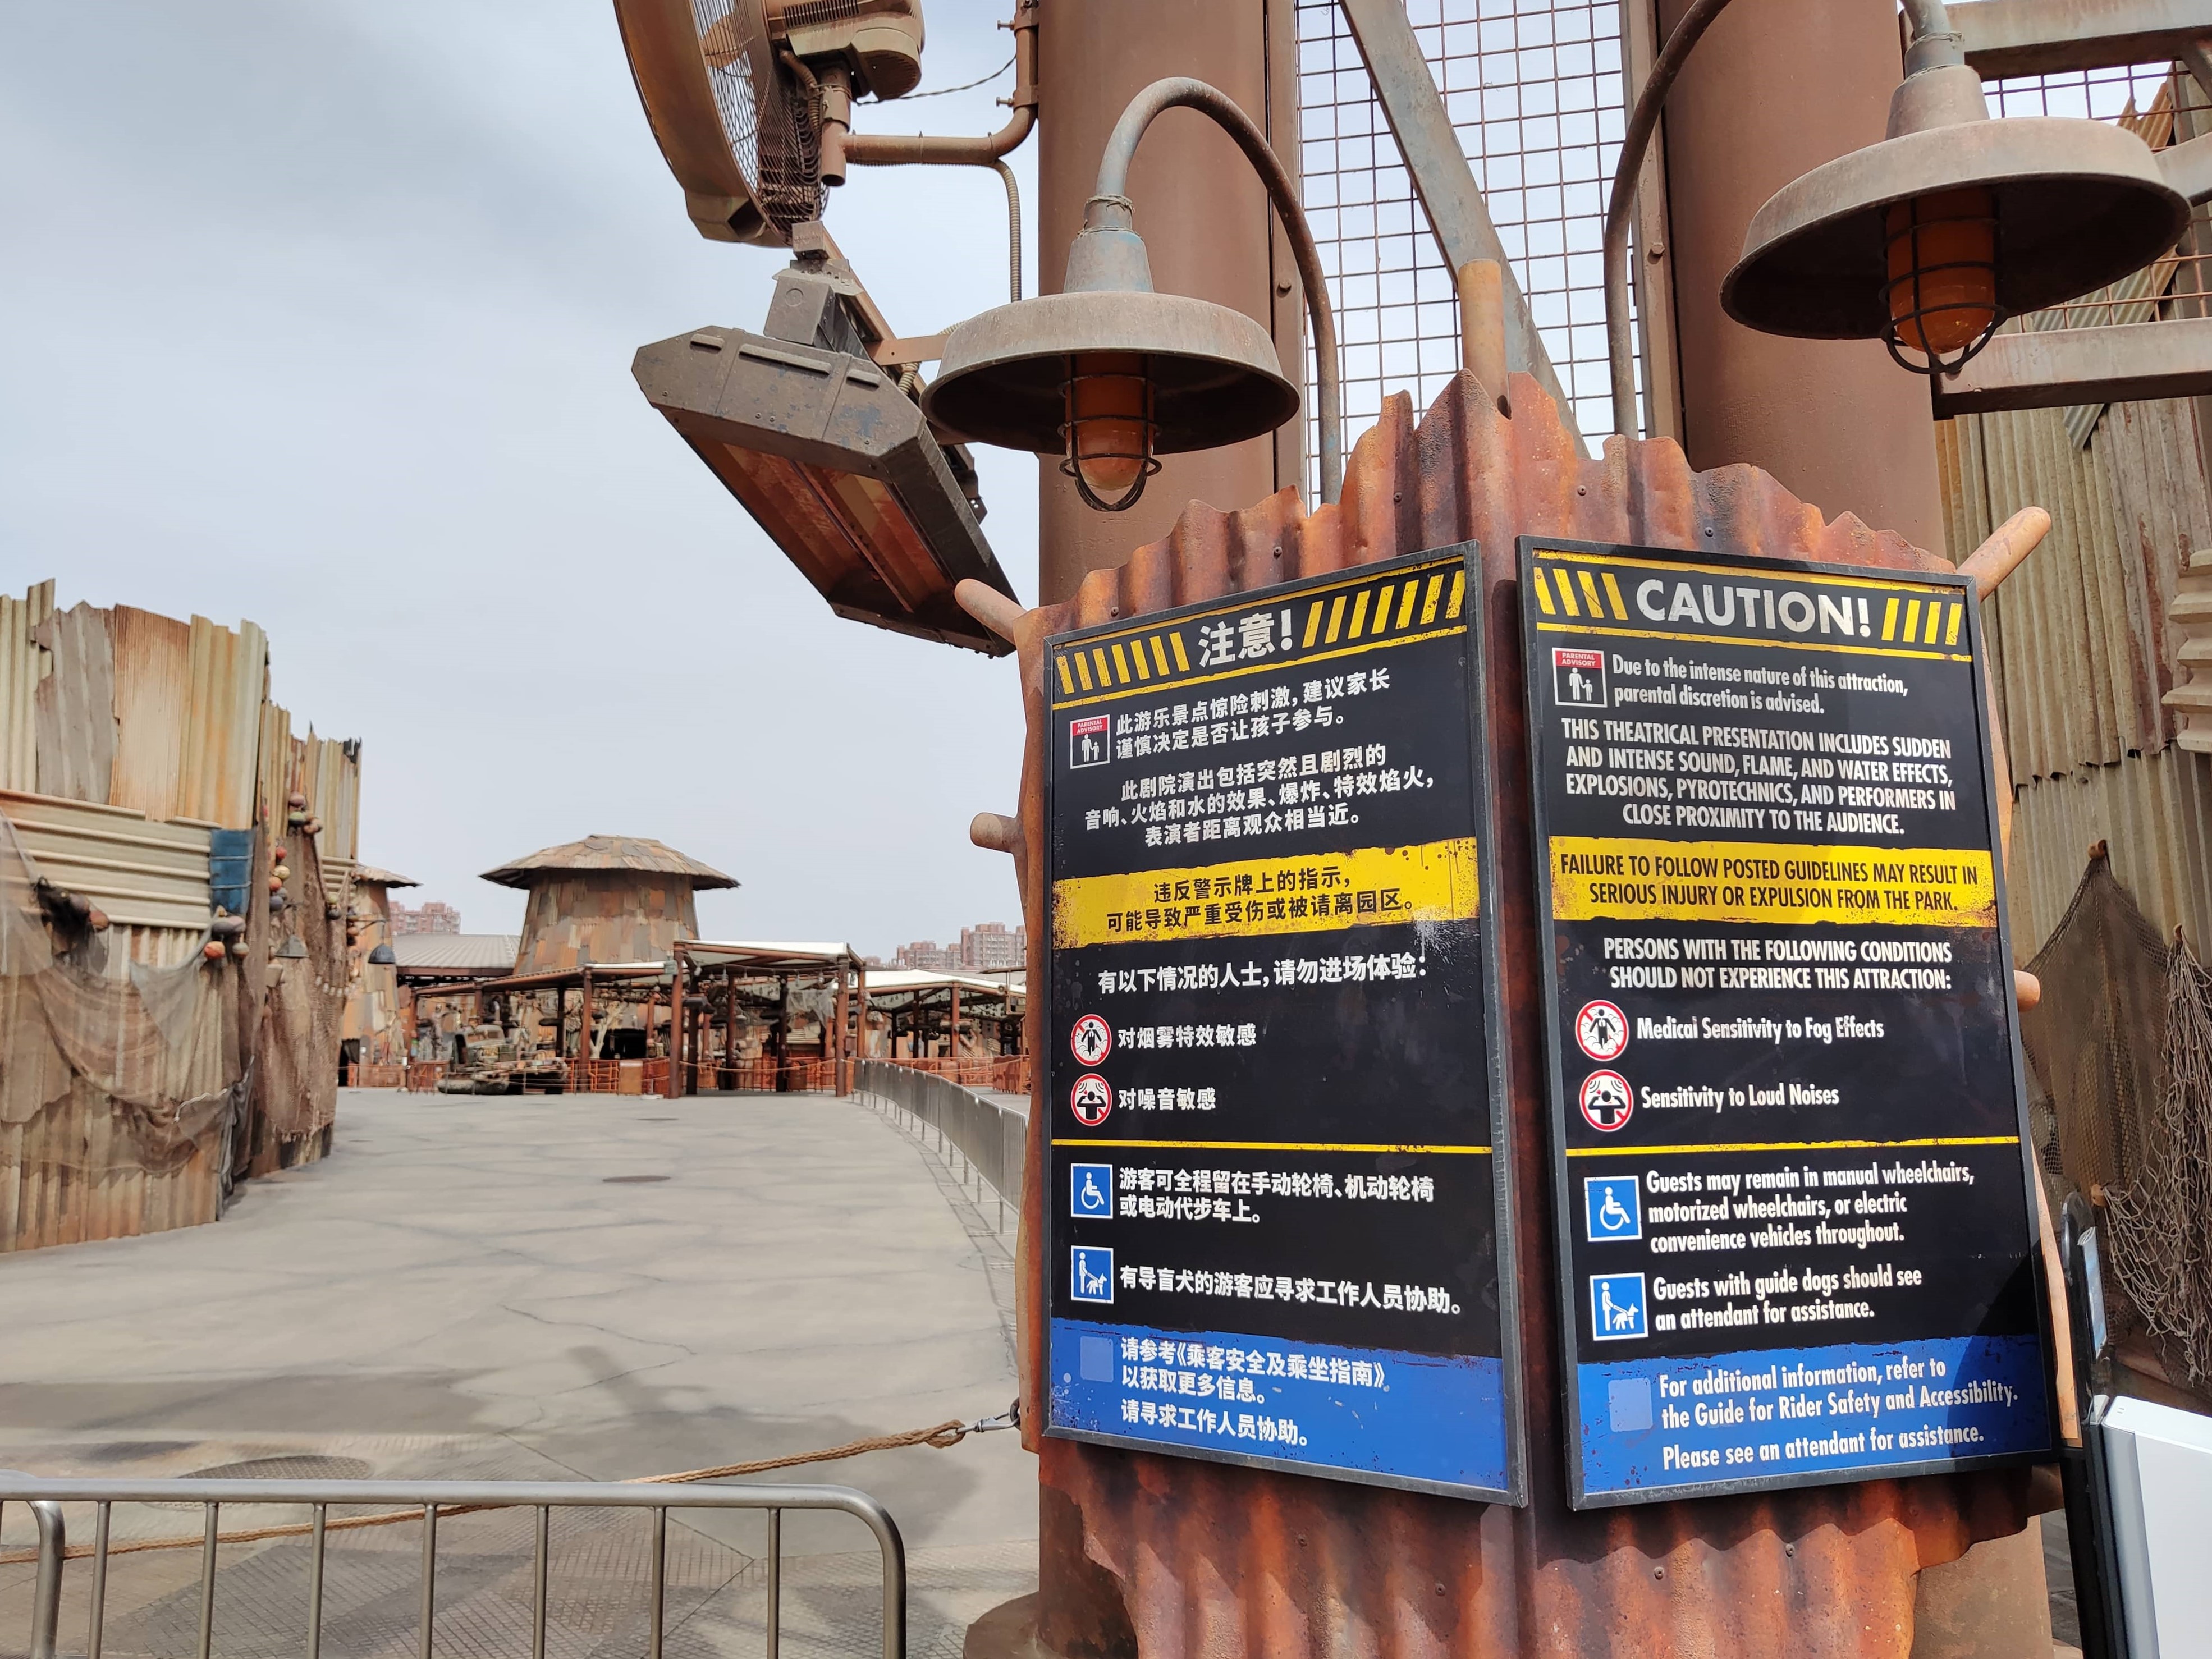 注意！
PARENTAL
ADVISORY
此游乐景点惊险刺激，建议家长
谨慎决定是否让孩子参与。
此剧院演出包括突然且剧烈的
音响、火焰和水的效果、爆炸、特效焰火，
表演者距离观众相当近。
违反警示牌上的指示，
可能导致严重受伤或被请离园区。
有以下情况的人士，请勿进场体验：
对烟雾特效敏感
对噪音敏感
游客可全程留在手动轮椅、机动轮椅
或电动代步车上。
有导盲犬的游客应寻求工作人员协助。
请参考《乘客安全及乘坐指南》
以获取更多信息。
请寻求工作人员协助。
CAUTION!
PARENTAL
ADVISORY
Due to the intense nature of this attraction,
parental discretion is advised.
THIS THEATRICAL PRESENTATION INCLUDES SUDDEN
AND INTENSE SOUND, FLAME, AND WATER EFFECTS,
EXPLOSIONS, PYROTECHNICS, AND PERFORMERS IN
CLOSE PROXIMITY TO THE AUDIENCE.
FAILURE TO FOLLOW POSTED GUIDELINES MAY RESULT IN
SERIOUS INJURY OR EXPULSION FROM THE PARK.
PERSONS WITH THE FOLLOWING CONDITIONS
SHOULD NOT EXPERIENCE THIS ATTRACTION:
Medical Sensitivity to Fog Effects
Sensitivity to Loud Noises
Guests may remain in manual wheelchairs,
motorized wheelchairs, or electric
convenience vehicles throughout.
Guests with guide dogs should see
an attendant for assistance.
For additional information, refer to
the Guide for Rider Safety and Accessibility.
Please see an attendant for assistance.